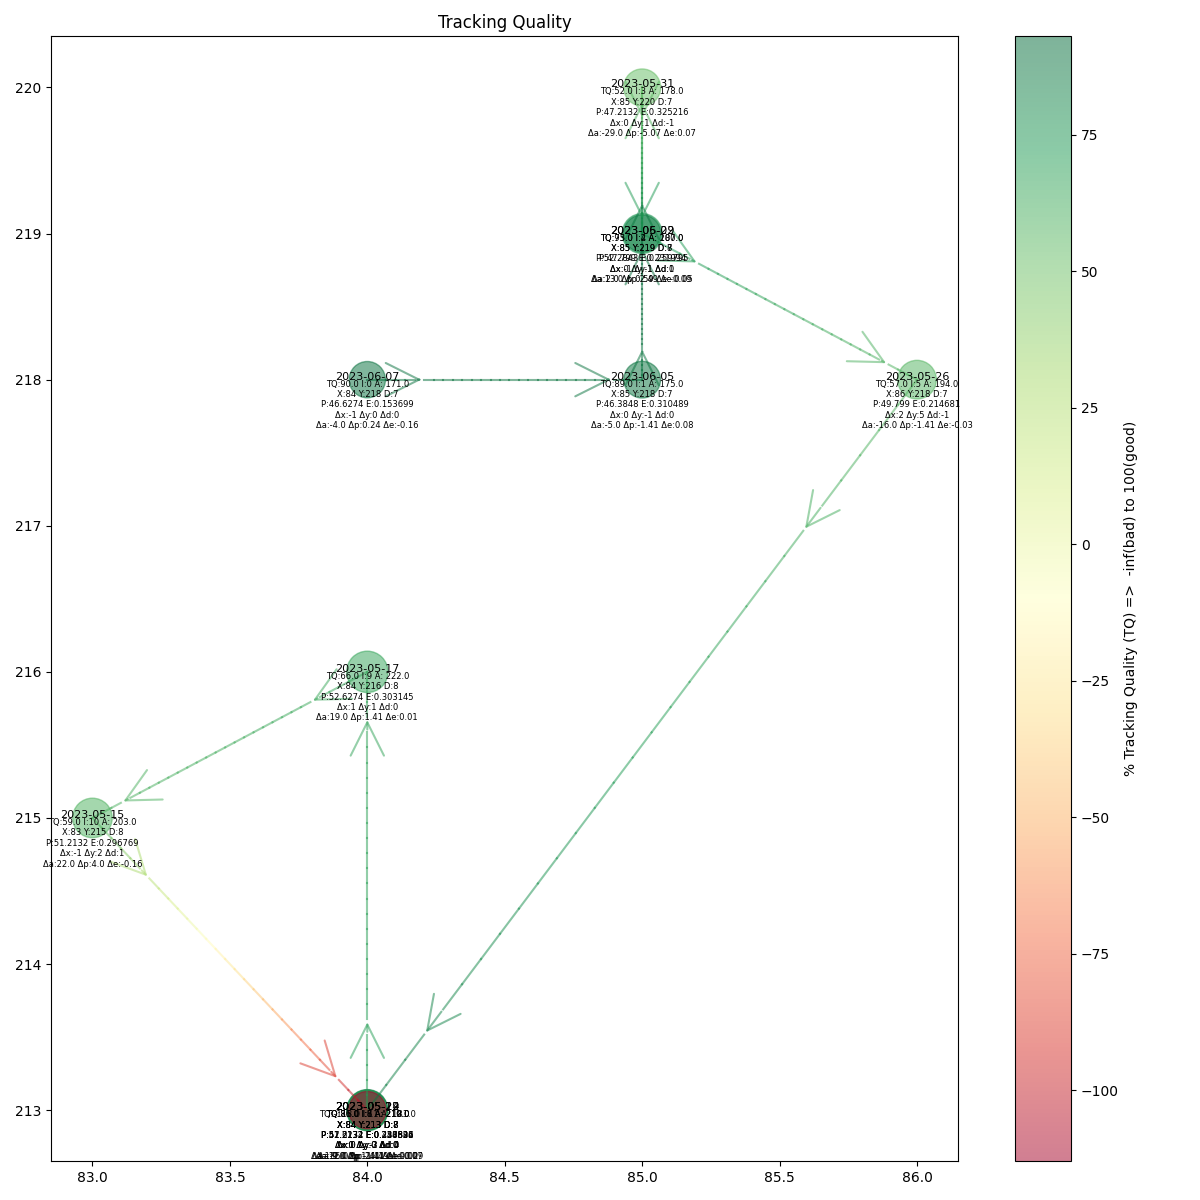 Tracking Quality
220
219
218
217
216
215
214
213
83.0
83.5
84.0
84.5
85.0
85.5
86.0
2023-05-31
TQ:52.0 I:3 A: 178.0
X:85 Y:220 D:7
P:47.2132 E:0.325216
Δx:0 Δy:1 Δd:-1
Δa:-29.0 Δp:-5.07 Δe:0.07
X:85 Y:219
2023-06-07
TQ:90.0 I:0 A: 171.0
X:84 Y:218 D:7
P:46.6274 E:0.153699
Δx:-1 Δy:0 Δd:0
Δa:-4.0 Δp:0.24 Δe:-0.16
2023-06-05
TQ:89.0 I:1 A: 175.0
X:85 Y:218 D:7
P:46.3848 E:0.310489
Δx:0 Δy:-1 Δd:0
Δa:-5.0 Δp:-1.41 Δe:0.08
2023-05-26
TQ:57.0 I:5 A: 194.0
X:86 Y:218 D:7
P:49.799 E:0.214681
Δx:2 Δy:5 Δd:-1
Δa:-16.0 Δp:-1.41 Δe:-0.03
2023-05-17
TQ:66.0 I:9 A: 222.0
X:84 Y:216 D:8
P:52.6274 E:0.303145
Δx:1 Δy:1 Δd:0
Δa:19.0 Δp:1.41 Δe:0.01
2023-05-15
TQ:59.0 I:10 A: 203.0
X:83 Y:215 D:8
P:51.2132 E:0.296769
Δx:-1 Δy:2 Δd:1
Δa:22.0 Δp:4.0 Δe:-0.16
X:84 Y:213
75
50
25
0
−25
−50
−75
−100
% Tracking Quality (TQ) => -inf(bad) to 100(good)